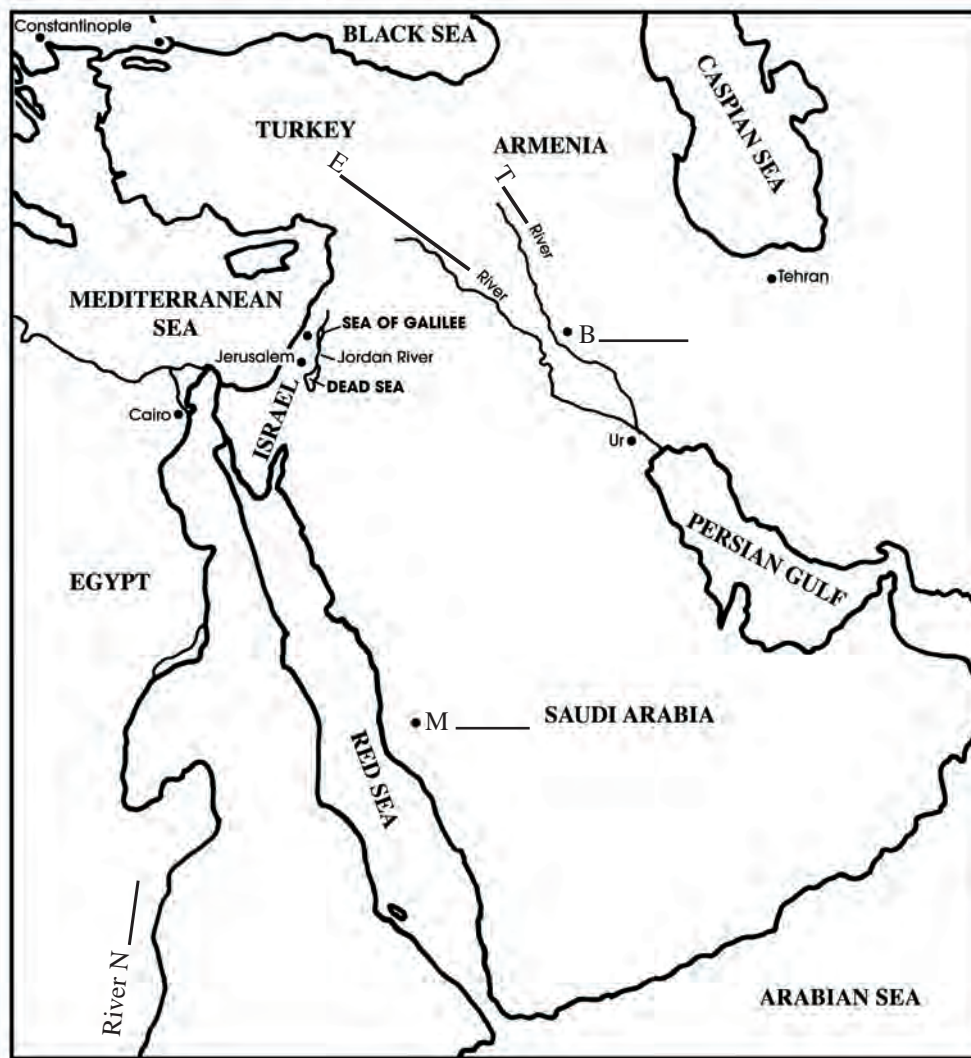 Constantinople
BLACK SEA
CASPIAN SEA
TURKEY
ARMENIA
E
River
T
River
Tehran
MEDITERRANEAN
SEA
SEA OF GALILEE
B
Jerusalem
Jordan River
DEAD SEA
Cairo
ISRAEL
Ur
PERSIAN GULF
EGYPT
M
SAUDI ARABIA
RED SEA
River N
ARABIAN SEA